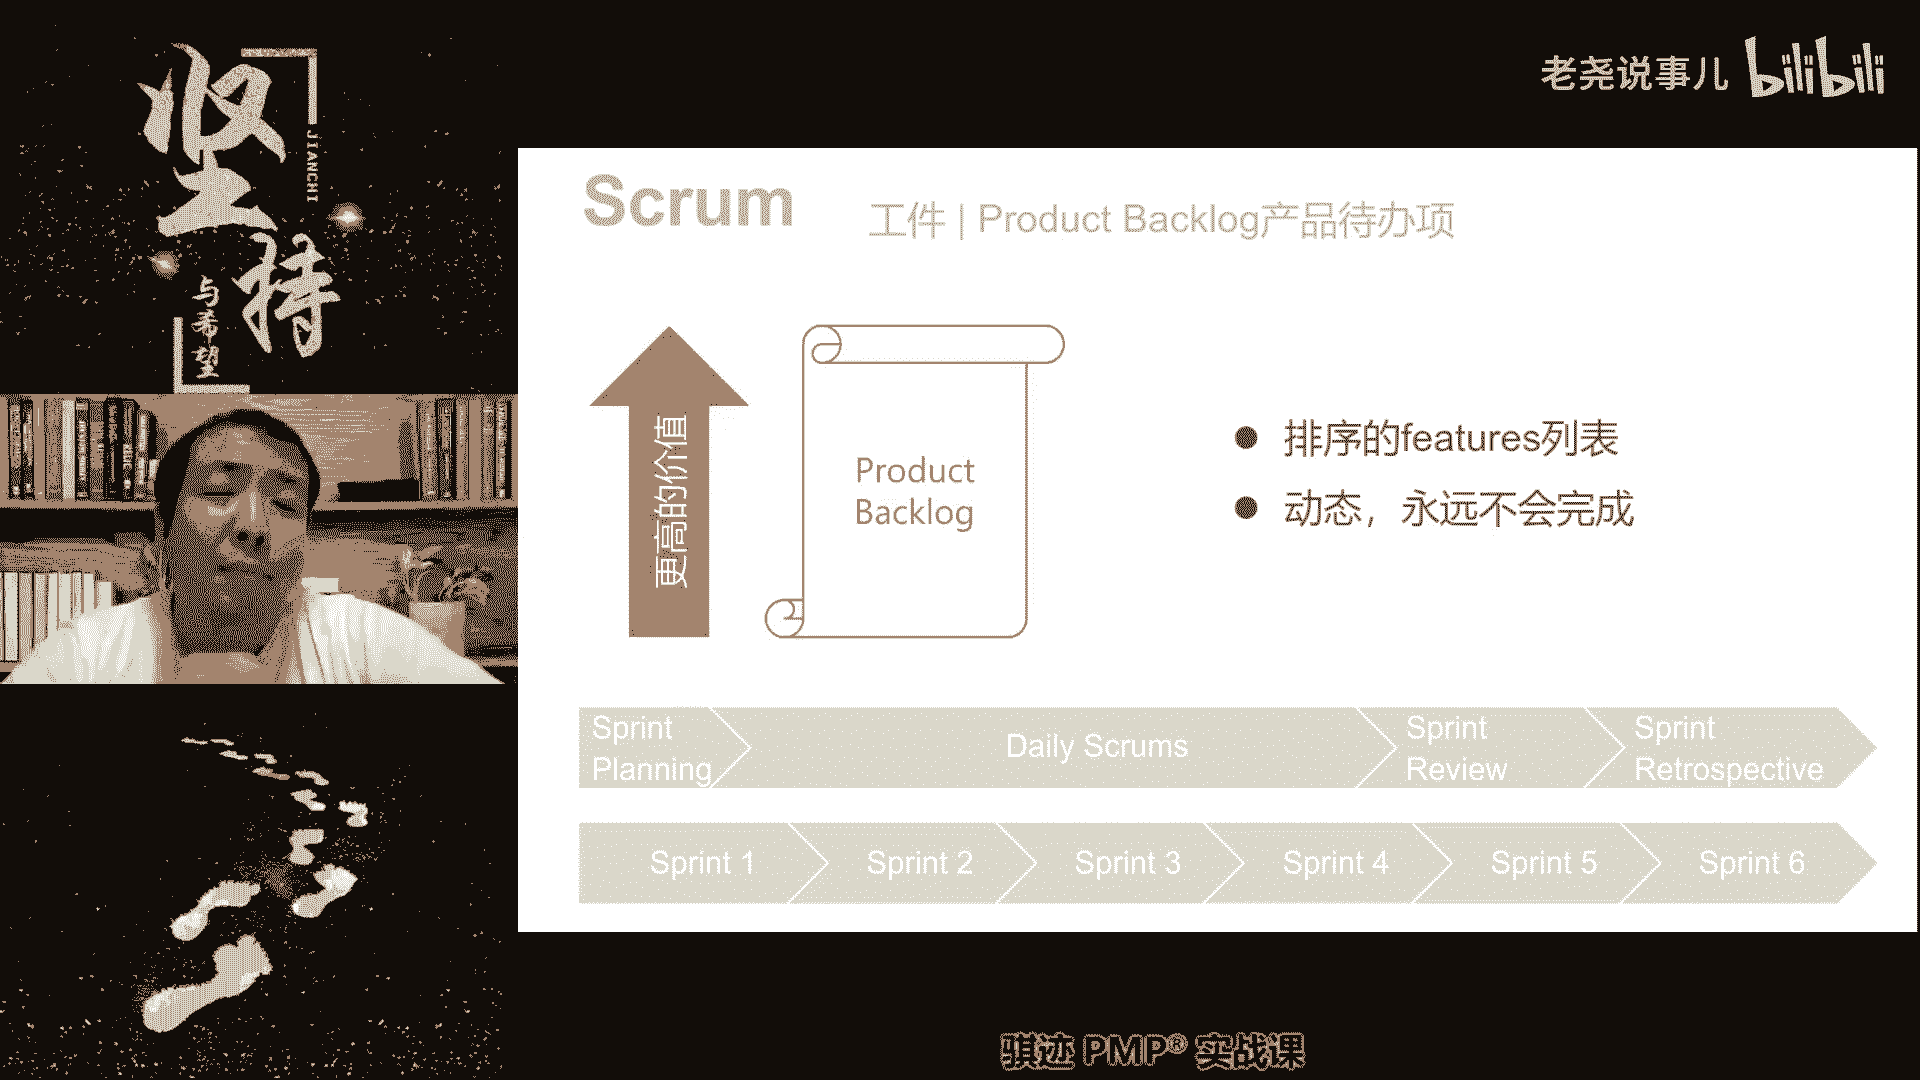 坚持
JIANCHI
与希望
老尧说事儿 bilibili
Scrum
工件 | Product Backlog产品待办项
更高的价值
Product
Backlog
排序的features列表
动态，永远不会完成
Sprint
Planning
Daily Scrums
Sprint
Review
Sprint
Retrospective
Sprint 1
Sprint 2
Sprint 3
Sprint 4
Sprint 5
Sprint 6
骐迹 PMP® 实战课